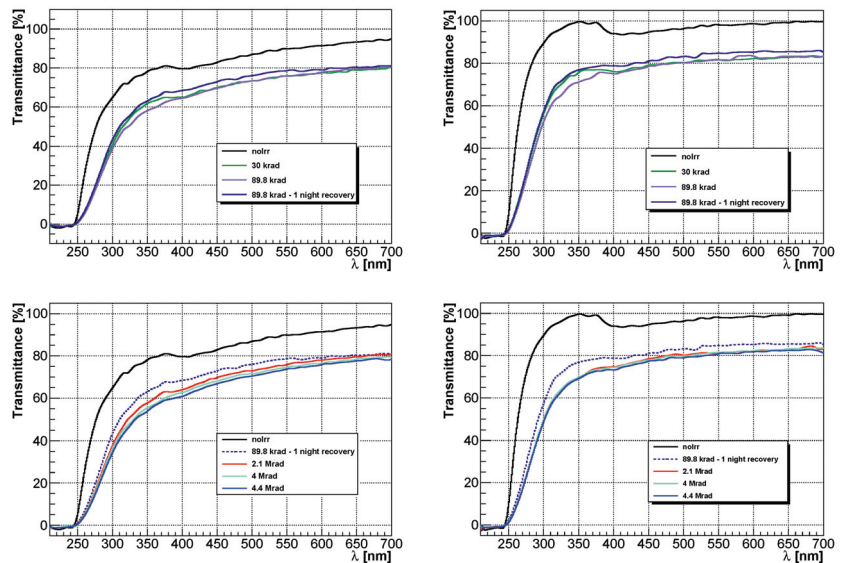 Transmittance [%]
100
80
60
40
20
0
noIrr
30 krad
89.8 krad
89.8 krad - 1 night recovery
250 300 350 400 450 500 550 600 650 700
λ [nm]
Transmittance [%]
100
80
60
40
20
0
noIrr
30 krad
89.8 krad
89.8 krad - 1 night recovery
250 300 350 400 450 500 550 600 650 700
λ [nm]
Transmittance [%]
100
80
60
40
20
0
noIrr
89.8 krad - 1 night recovery
2.1 Mrad
4 Mrad
4.4 Mrad
250 300 350 400 450 500 550 600 650 700
λ [nm]
Transmittance [%]
100
80
60
40
20
0
noIrr
89.8 krad - 1 night recovery
2.1 Mrad
4 Mrad
4.4 Mrad
250 300 350 400 450 500 550 600 650 700
λ [nm]